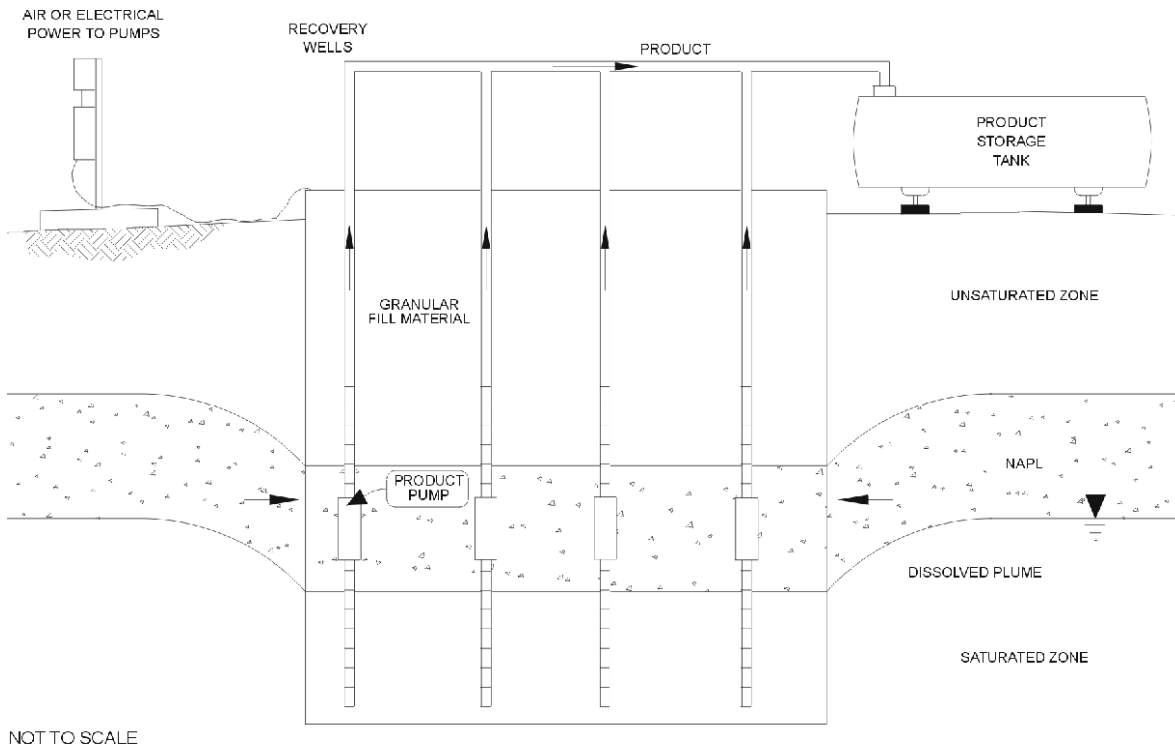 AIR OR ELECTRICAL
POWER TO PUMPS
RECOVERY
WELLS
PRODUCT
PRODUCT
STORAGE
TANK
GRANULAR
FILL MATERIAL
UNSATURATED ZONE
NAPL
PRODUCT
PUMP
DISSOLVED PLUME
SATURATED ZONE
NOT TO SCALE